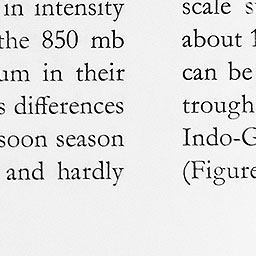 in intensity
the 850 mb
um in their
s differences
soon season
and hardly
scale
about 1
can be
trough
Indo-G
(Figure